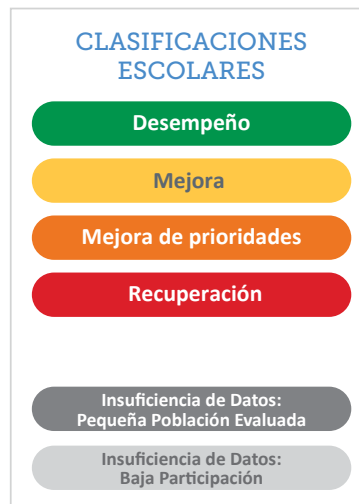 CLASIFICACIONES
ESCOLARES
Desempeño
Mejora
Mejora de prioridades
Recuperación
Insuficiencia de Datos:
Pequeña Población Evaluada
Insuficiencia de Datos:
Baja Participación